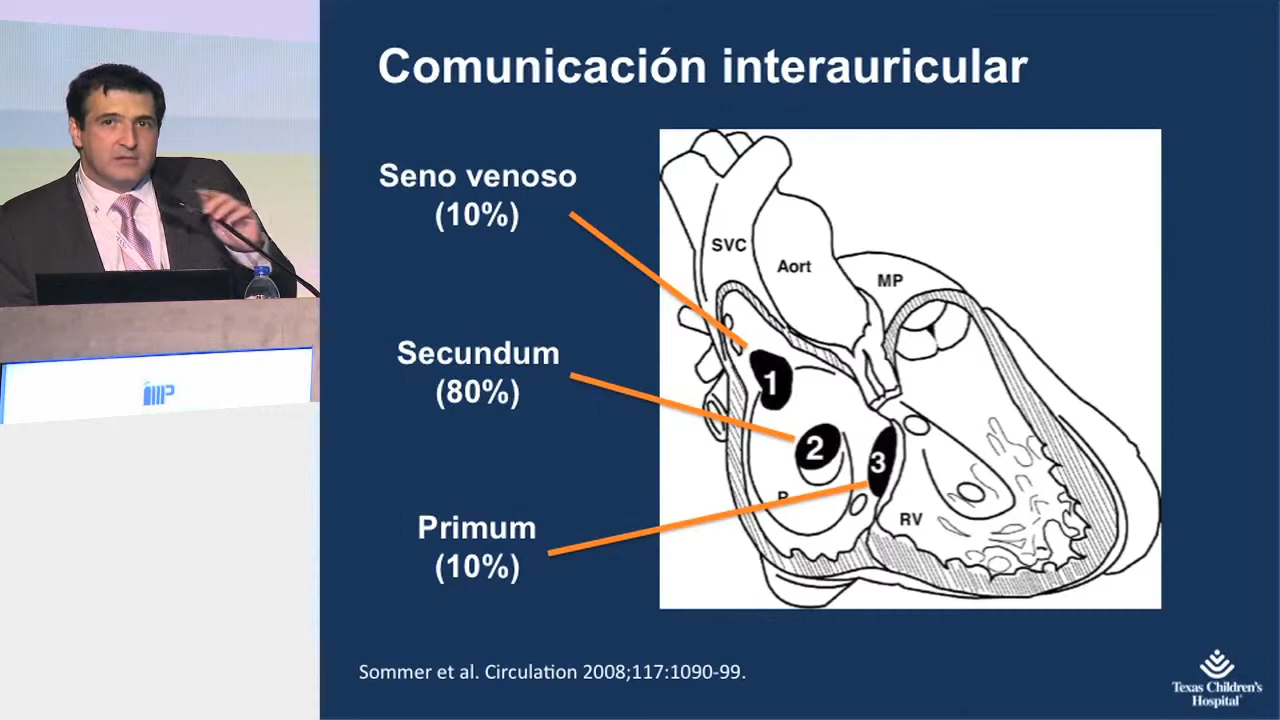 Comunicación interauricular
Seno venoso
(10%)
Secundum
(80%)
Primum
(10%)
SVC
Aort
MP
1
2
3
RV
Sommer et al. Circulation 2008;117:1090-99.
Texas Children's
Hospital